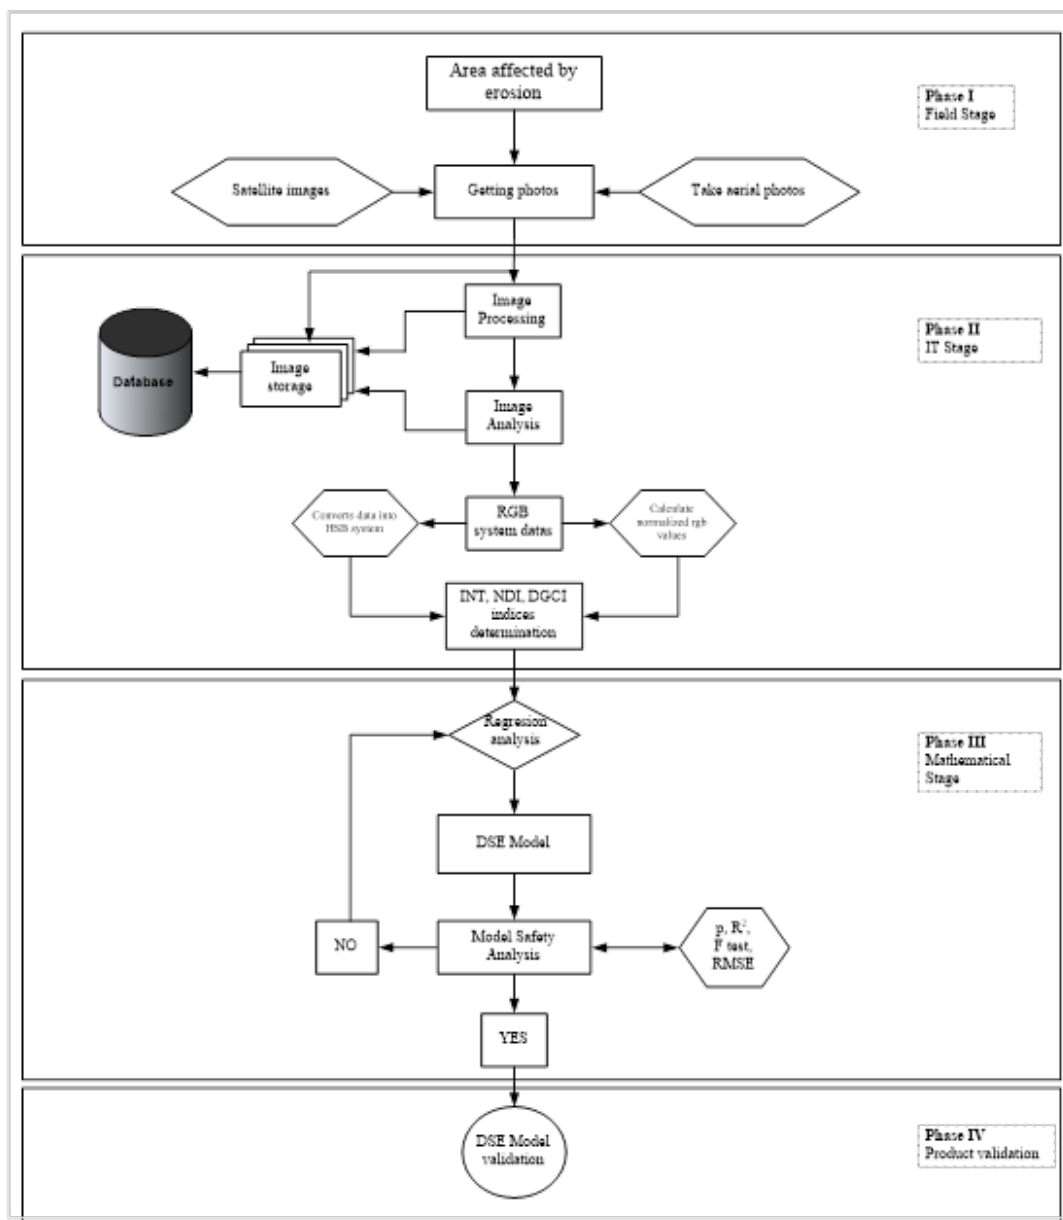 Area affected by
erosion
Phase I
Field Stage
Satellite images
Getting photos
Take aerial photos
Image
Processing
Phase II
IT Stage
Database
Image
storage
Image
Analysis
Converts data into
HSB system
RGB
system datas
Calculate
normalized rgb
values
INT, NDI, DGCI
indices
determination
Regresion
analysis
Phase III
Mathematical
Stage
DSE Model
NO
Model Safety
Analysis
p, R²,
F test,
RMSE
YES
DSE Model
validation
Phase IV
Product validation